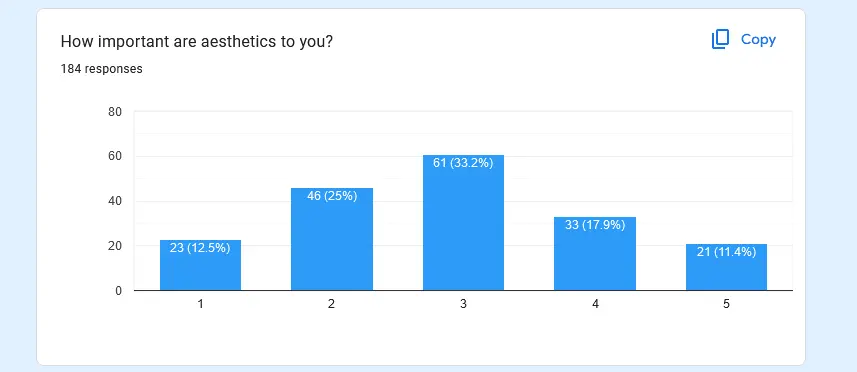 How important are aesthetics to you?
Copy
184 responses
80
60
40
20
0
23 (12.5%)
46 (25%)
61 (33.2%)
33 (17.9%)
21 (11.4%)
1 2 3 4 5